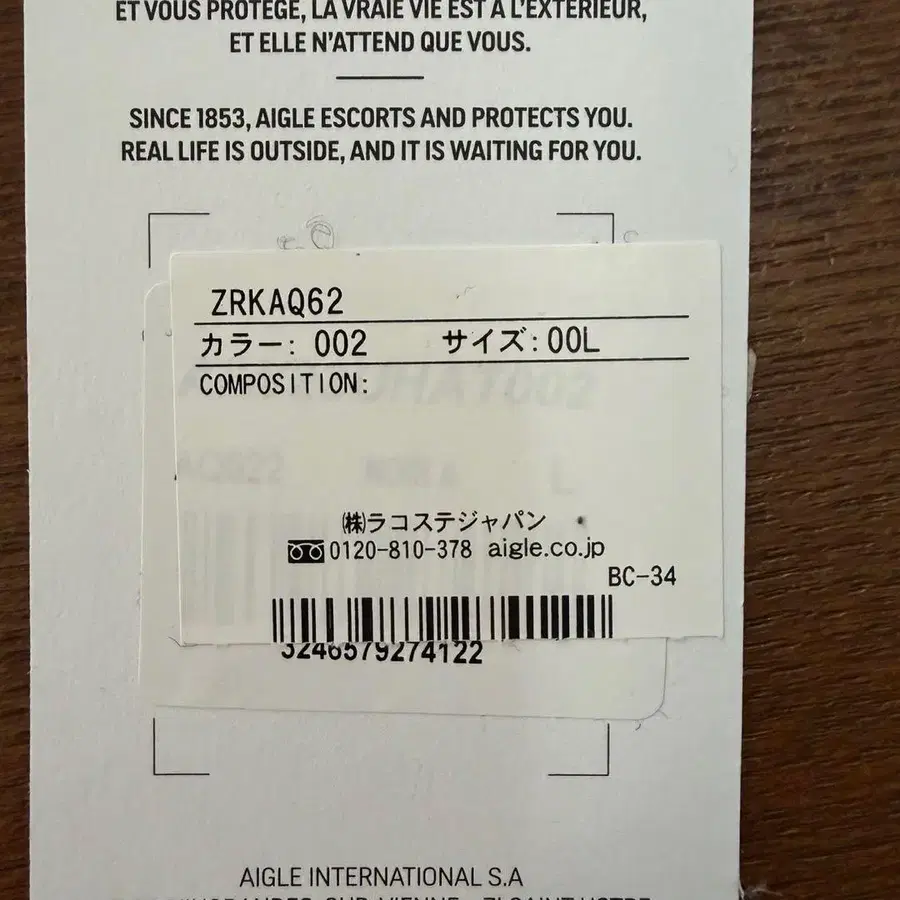 ET VOUS PROTÈGE, LA VRAIE VIE EST À L'EXTÉRIEUR,
ET ELLE N'ATTEND QUE VOUS.
SINCE 1853, AIGLE ESCORTS AND PROTECTS YOU.
REAL LIFE IS OUTSIDE, AND IT IS WAITING FOR YOU.
ZRKAQ62
カラー: 002 サイズ: 00L
COMPOSITION:
㈱ラコステジャパン
0120-810-378 aigle.co.jp
BC-34
3246579274122
AIGLE INTERNATIONAL S.A